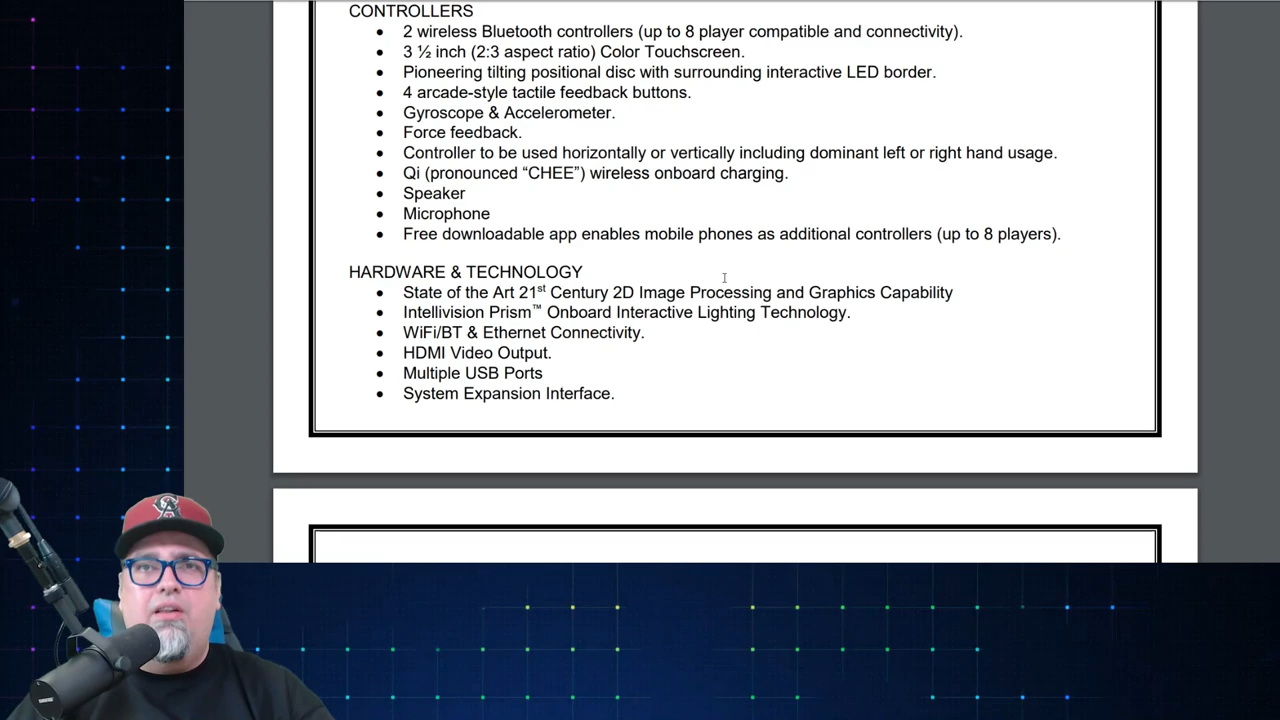 CONTROLLERS
• 2 wireless Bluetooth controllers (up to 8 player compatible and connectivity).
• 3 ½ inch (2:3 aspect ratio) Color Touchscreen.
• Pioneering tilting positional disc with surrounding interactive LED border.
• 4 arcade-style tactile feedback buttons.
• Gyroscope & Accelerometer.
• Force feedback.
• Controller to be used horizontally or vertically including dominant left or right hand usage.
• Qi (pronounced “CHEE”) wireless onboard charging.
• Speaker
• Microphone
• Free downloadable app enables mobile phones as additional controllers (up to 8 players).
HARDWARE & TECHNOLOGY
• State of the Art 21st Century 2D Image Processing and Graphics Capability
• Intellivision Prism™ Onboard Interactive Lighting Technology.
• WiFi/BT & Ethernet Connectivity.
• HDMI Video Output.
• Multiple USB Ports
• System Expansion Interface.